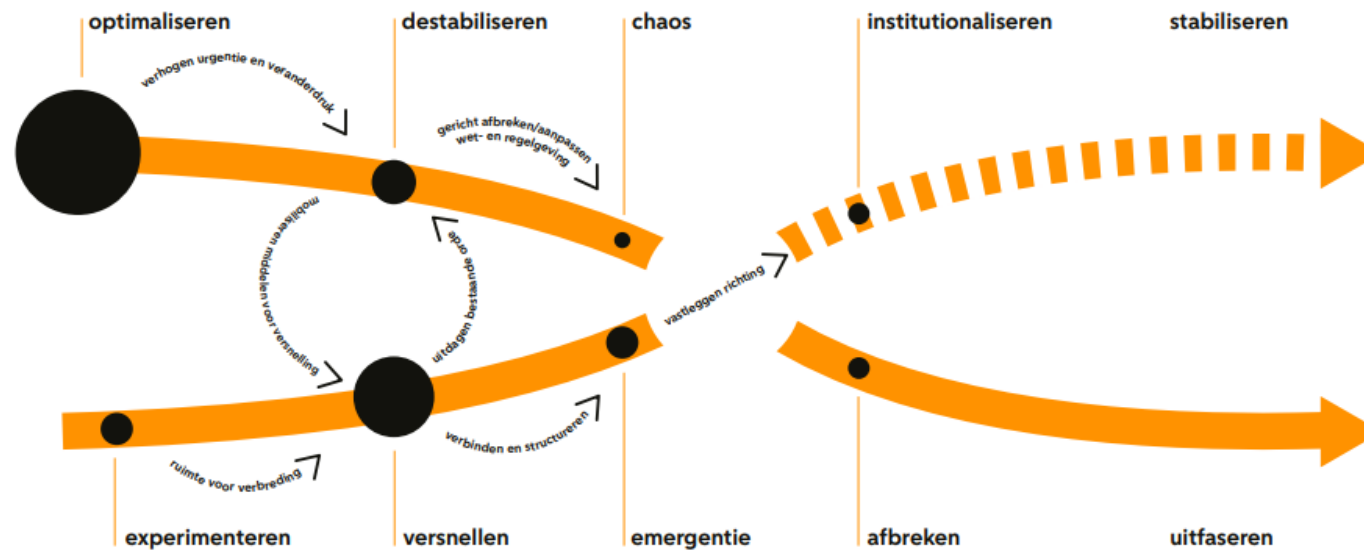 optimaliseren
destabiliseren
chaos
institutionaliseren
stabiliseren
verhogen urgentie en veranderdruk
gericht afbreken/aanpassen
wet- en regelgeving
mobiliseren middelen voor versnelling
uitdagen bestaande orde
vastleggen richting
ruimte voor verbreding
verbinden en structureren
experimenteren
versnellen
emergentie
afbreken
uitfaseren